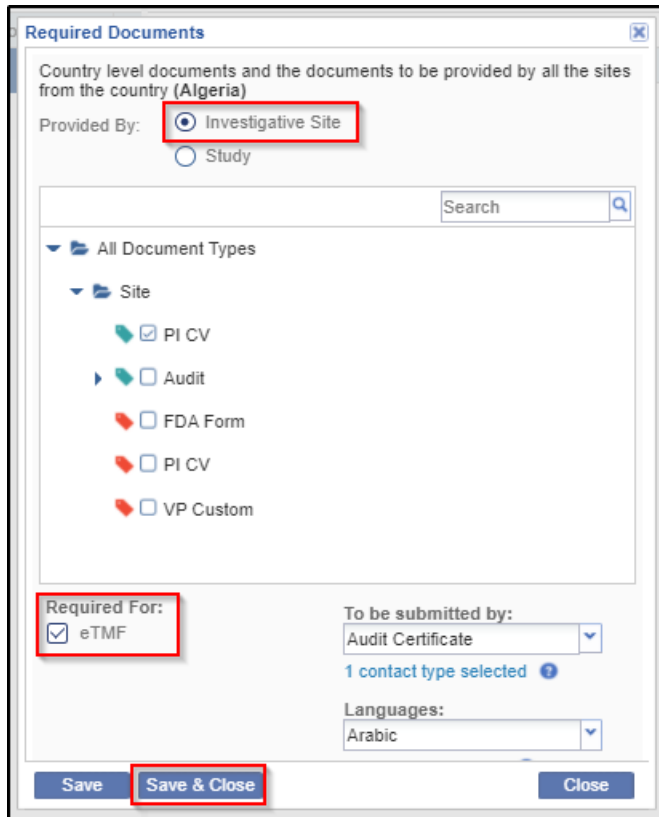 Required Documents
Country level documents and the documents to be provided by all the sites
from the country (Algeria)
Provided By:
Investigative Site
Study
Search
All Document Types
Site
PI CV
Audit
FDA Form
PI CV
VP Custom
Required For:
eTMF
To be submitted by:
Audit Certificate
1 contact type selected ?
Languages:
Arabic
Save
Save & Close
Close